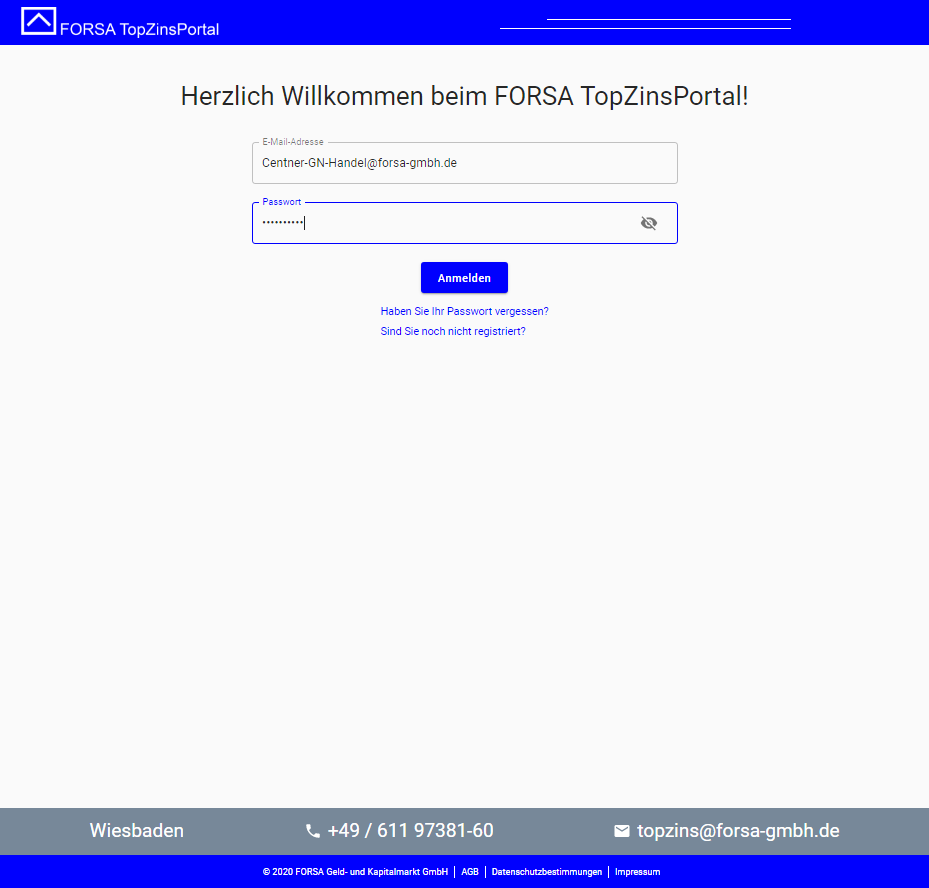 FORSA TopZinsPortal
Herzlich Willkommen beim FORSA TopZinsPortal!
E-Mail-Adresse
Centner-GN-Handel@forsa-gmbh.de
Passwort
••••••••••
Anmelden
Haben Sie Ihr Passwort vergessen?
Sind Sie noch nicht registriert?
Wiesbaden +49 / 611 97381-60 topzins@forsa-gmbh.de
© 2020 FORSA Geld- und Kapitalmarkt GmbH | AGB | Datenschutzbestimmungen | Impressum